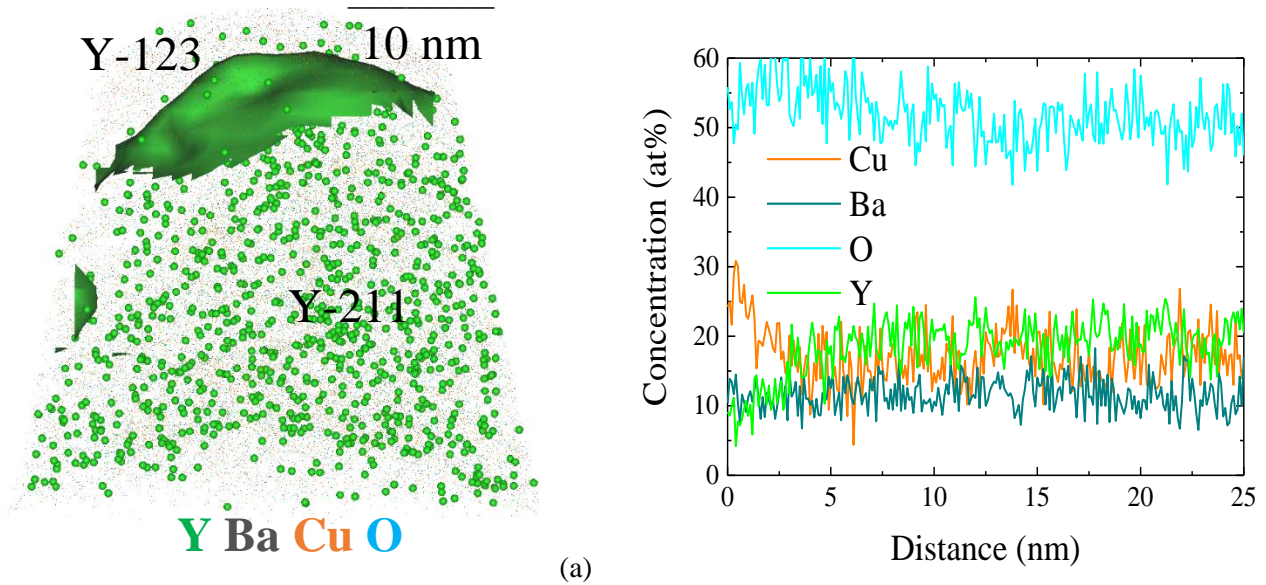 10 nm
Y-123
Y-211
Y Ba Cu O
(a)
Concentration (at%)
60
50
40
30
20
10
0
Cu
Ba
O
Y
0 5 10 15 20 25
Distance (nm)